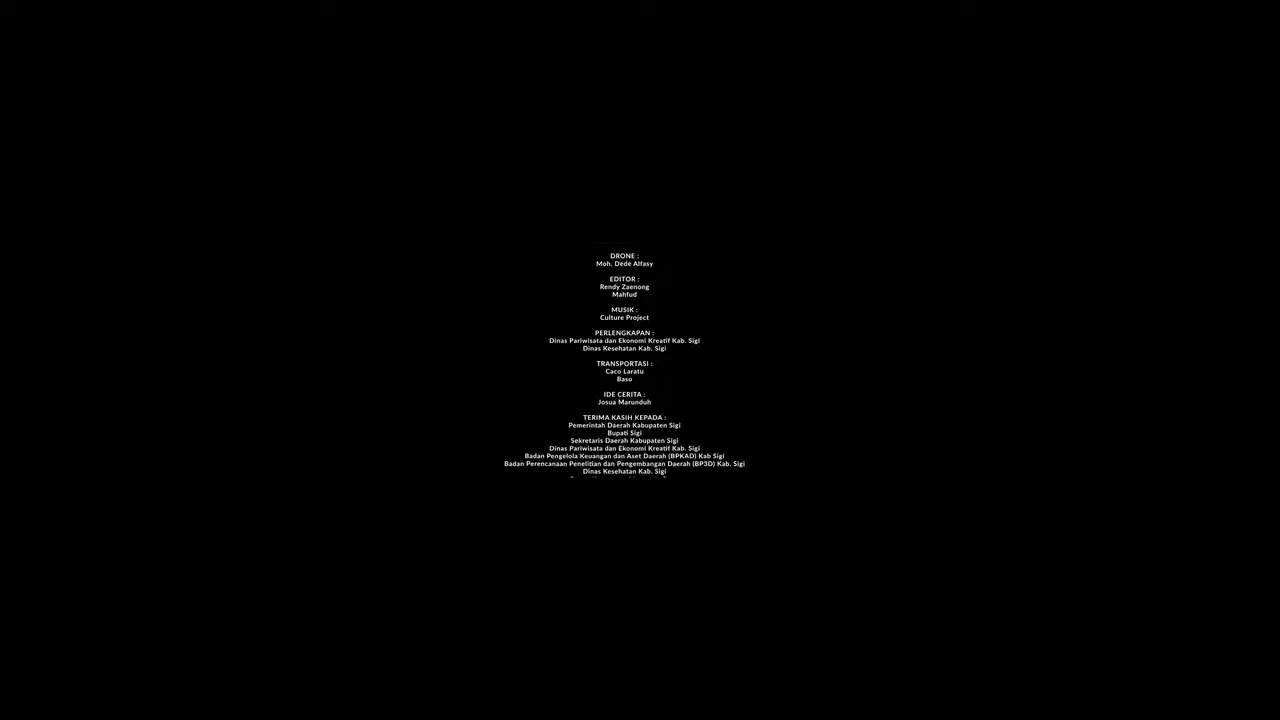 DRONE :
Moh. Dede Alfasy
EDITOR :
Rendy Zaenong
Mahfud
MUSIK :
Culture Project
PERLENGKAPAN :
Dinas Pariwisata dan Ekonomi Kreatif Kab. Sigi
Dinas Kesehatan Kab. Sigi
TRANSPORTASI :
Caco Laratu
Baso
IDE CERITA :
Josua Marunduh
TERIMA KASIH KEPADA :
Pemerintah Daerah Kabupaten Sigi
Bupati Sigi
Sekretaris Daerah Kabupaten Sigi
Dinas Pariwisata dan Ekonomi Kreatif Kab. Sigi
Badan Pengelola Keuangan dan Aset Daerah (BPKAD) Kab Sigi
Badan Perencanaan Penelitian dan Pengembangan Daerah (BP3D) Kab. Sigi
Dinas Kesehatan Kab. Sigi